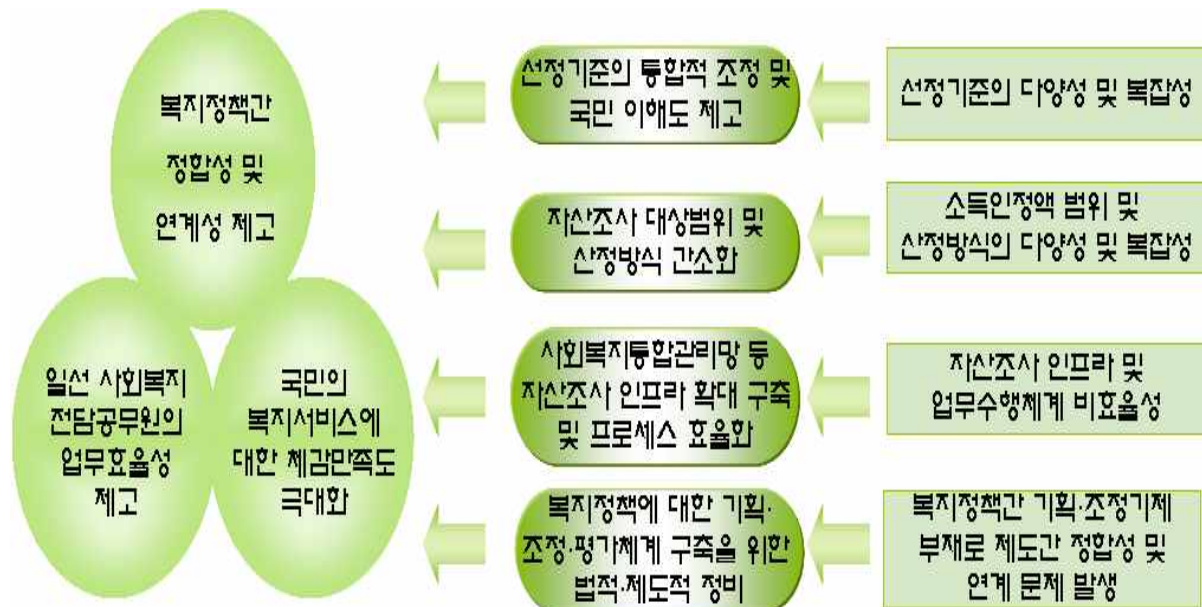 복지정책간
정합성 및
연계성 제고
일선 사회복지
전담공무원의
업무효율성
제고
국민의
복지서비스에
대한 체감만족도
극대화
선정기준의 통합적 조정 및
국민 이해도 제고
자산조사 대상범위 및
산정방식 간소화
사회복지통합관리망 등
자산조사 인프라 확대 구축
및 프로세스 효율화
복지정책에 대한 기획·
조정·평가체계 구축을 위한
법적·제도적 정비
선정기준의 다양성 및 복잡성
소득인정액 범위 및
산정방식의 다양성 및 복잡성
자산조사 인프라 및
업무수행체계 비효율성
복지정책간 기획·조정기제
부재로 제도간 정합성 및
연계 문제 발생